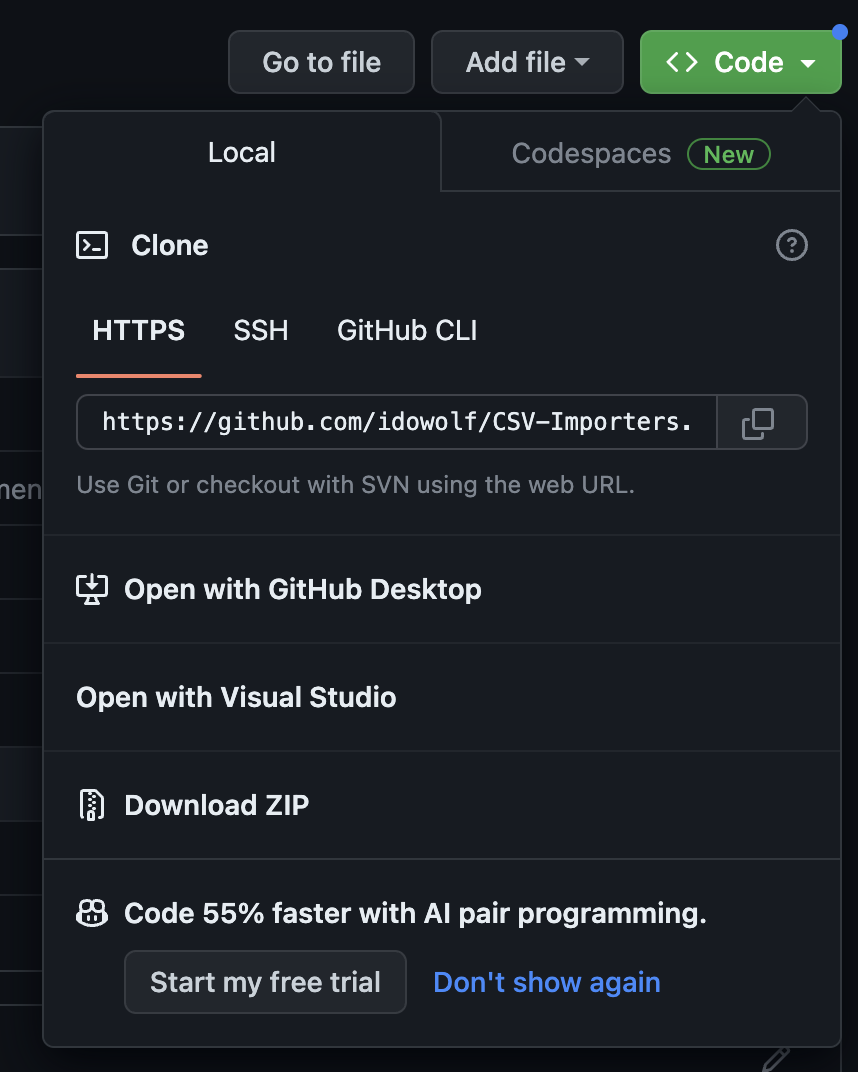 Go to file Add file Code
Local Codespaces New
Clone
HTTPS SSH GitHub CLI
https://github.com/idowolf/CSV-Importers.
Use Git or checkout with SVN using the web URL.
men
Open with GitHub Desktop
Open with Visual Studio
Download ZIP
Code 55% faster with AI pair programming.
Start my free trial Don't show again